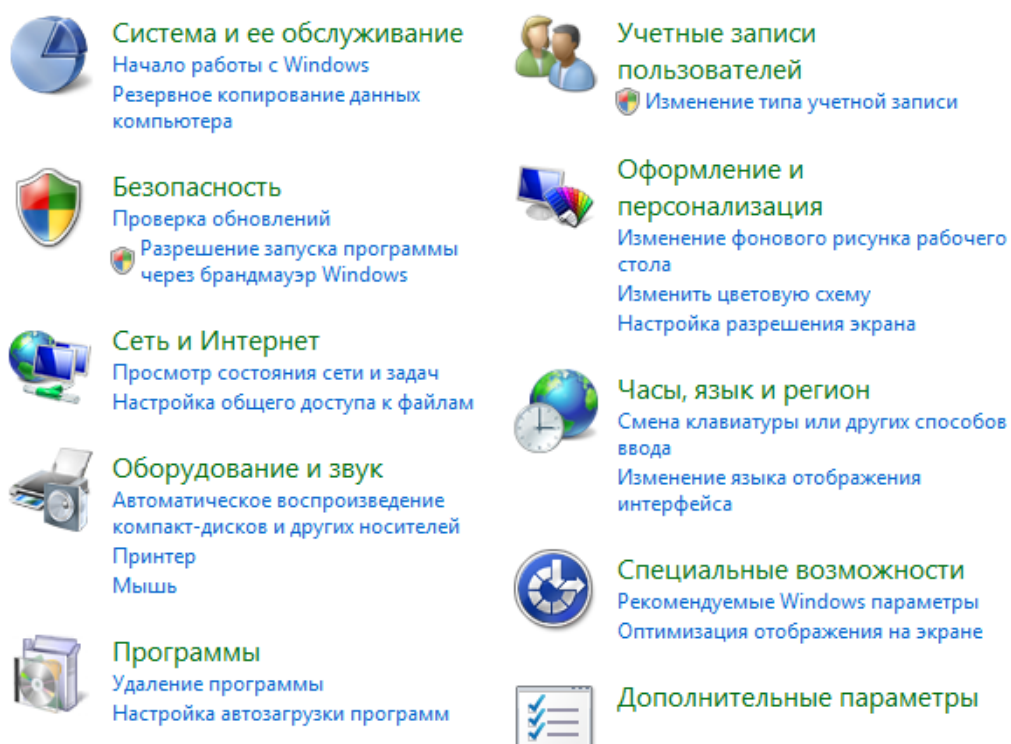 Система и ее обслуживание
Начало работы с Windows
Резервное копирование данных
компьютера
Безопасность
Проверка обновлений
Разрешение запуска программы
через брандмауэр Windows
Сеть и Интернет
Просмотр состояния сети и задач
Настройка общего доступа к файлам
Оборудование и звук
Автоматическое воспроизведение
компакт-дисков и других носителей
Принтер
Мышь
Программы
Удаление программы
Настройка автозагрузки программ
Учетные записи
пользователей
Изменение типа учетной записи
Оформление и
персонализация
Изменение фонового рисунка рабочего
стола
Изменить цветовую схему
Настройка разрешения экрана
Часы, язык и регион
Смена клавиатуры или других способов
ввода
Изменение языка отображения
интерфейса
Специальные возможности
Рекомендуемые Windows параметры
Оптимизация отображения на экране
Дополнительные параметры